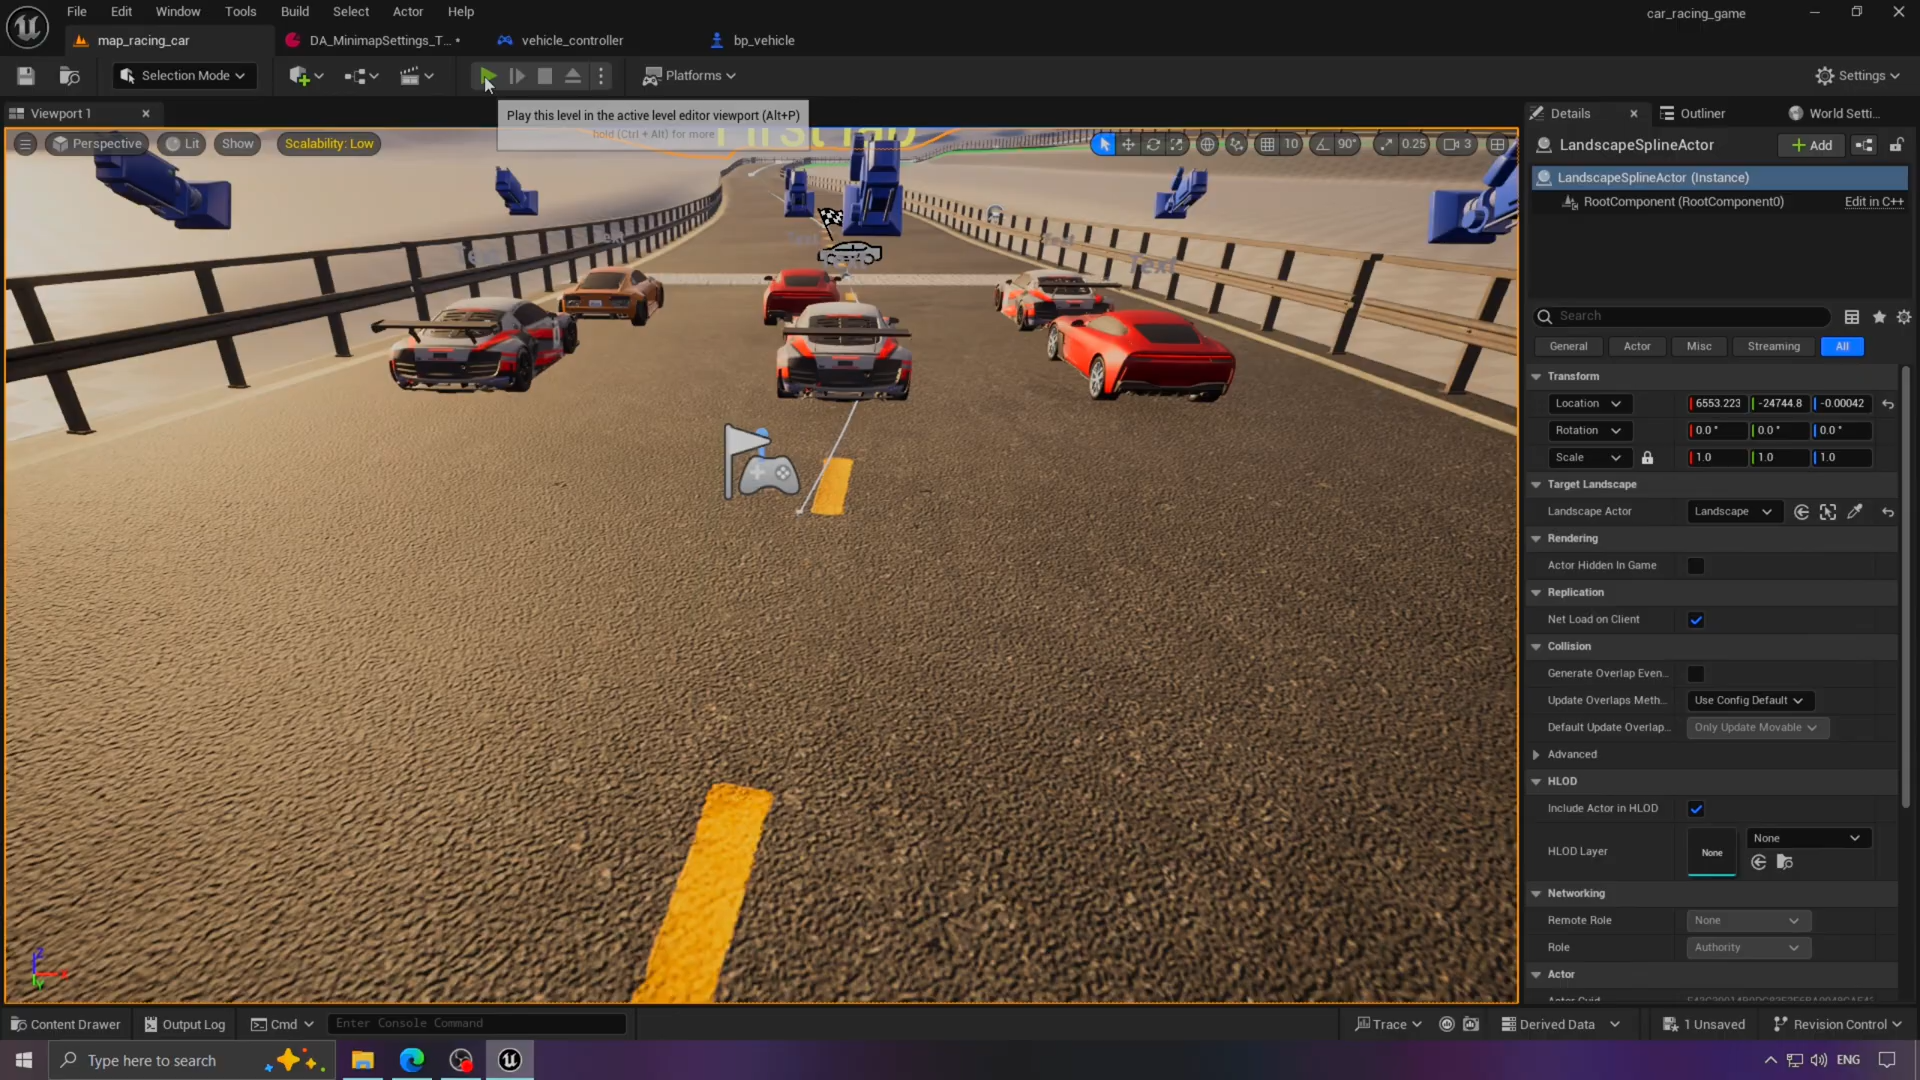 File Edit Window Tools Build Select Actor Help
car_racing_game
map_racing_car
DA_MinimapSettings_T... •
vehicle_controller
bp_vehicle
Selection Mode
Platforms
Settings
Viewport 1
Play this level in the active level editor viewport (Alt+P)
hold (Ctrl + Alt) for more
Perspective
Lit
Show
Scalability: Low
10
90°
0.25
3
Text
Text
Text
Text
Text
Details
Outliner
World Setti...
LandscapeSplineActor
Add
LandscapeSplineActor (Instance)
RootComponent (RootComponent0)
Edit in C++
Search
General
Actor
Misc
Streaming
All
Transform
Location
6553.223
-24744.8
-0.00042
Rotation
0.0 °
0.0 °
0.0 °
Scale
1.0
1.0
1.0
Target Landscape
Landscape Actor
Landscape
Rendering
Actor Hidden In Game
Replication
Net Load on Client
Collision
Generate Overlap Even...
Update Overlaps Meth...
Use Config Default
Default Update Overlap...
Only Update Movable
Advanced
HLOD
Include Actor in HLOD
HLOD Layer
None
None
Networking
Remote Role
None
Role
Authority
Actor
Content Drawer
Output Log
Cmd
Enter Console Command
Trace
Derived Data
1 Unsaved
Revision Control
Type here to search
ENG